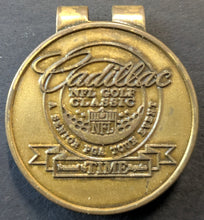 Cadillac
NFL GOLF
CLASSIC
A SENIOR PGA TOUR EVENT
NFL
TIME